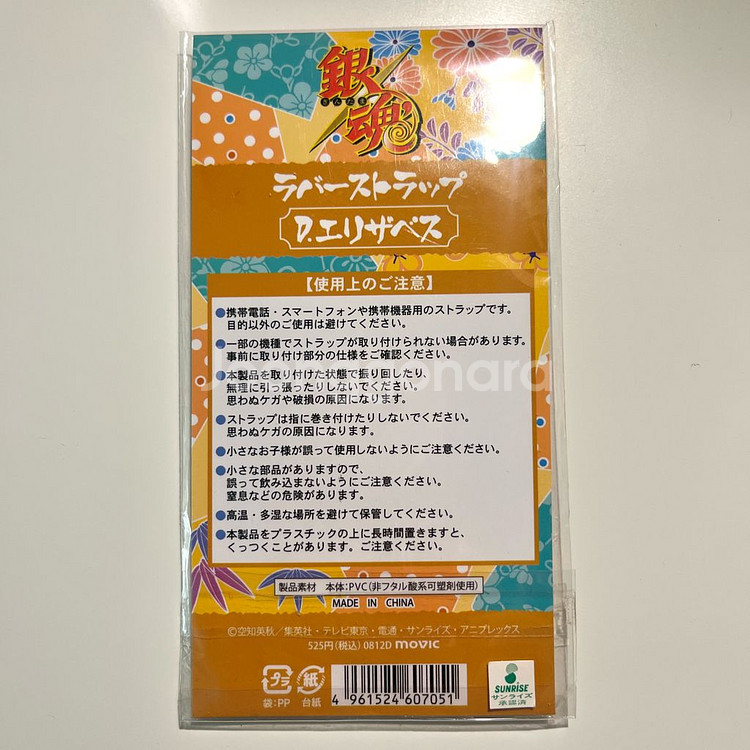 銀魂
ぎんたま
ラバーストラップ
D.エリザベス
【使用上のご注意】
●携帯電話・スマートフォンや携帯機器用のストラップです。
目的以外のご使用は避けてください。
●一部の機種でストラップが取り付けられない場合があります。
事前に取り付け部分の仕様をご確認ください。
●本製品を取り付けた状態で振り回したり、
無理に引っ張ったりしないでください。
思わぬケガや破損の原因になります。
●ストラップは指に巻き付けたりしないでください。
思わぬケガの原因になります。
●小さなお子様が誤って使用しないようにご注意ください。
●小さい部品がありますので、
誤って飲み込まないようにご注意ください。
窒息などの危険があります。
●高温・多湿な場所を避けて保管してください。
●本製品をプラスチックの上に長時間置きますと、
くっつくことがあります。ご注意ください。
製品素材 本体:PVC(非フタル酸系可塑剤使用)
MADE IN CHINA
©空知英秋/集英社・テレビ東京・電通・サンライズ・アニプレックス
525円(税込) 0812D movic
プラ
紙
袋:PP
台紙
4 961524 607051
SUNRISE
サンライズ
承認済